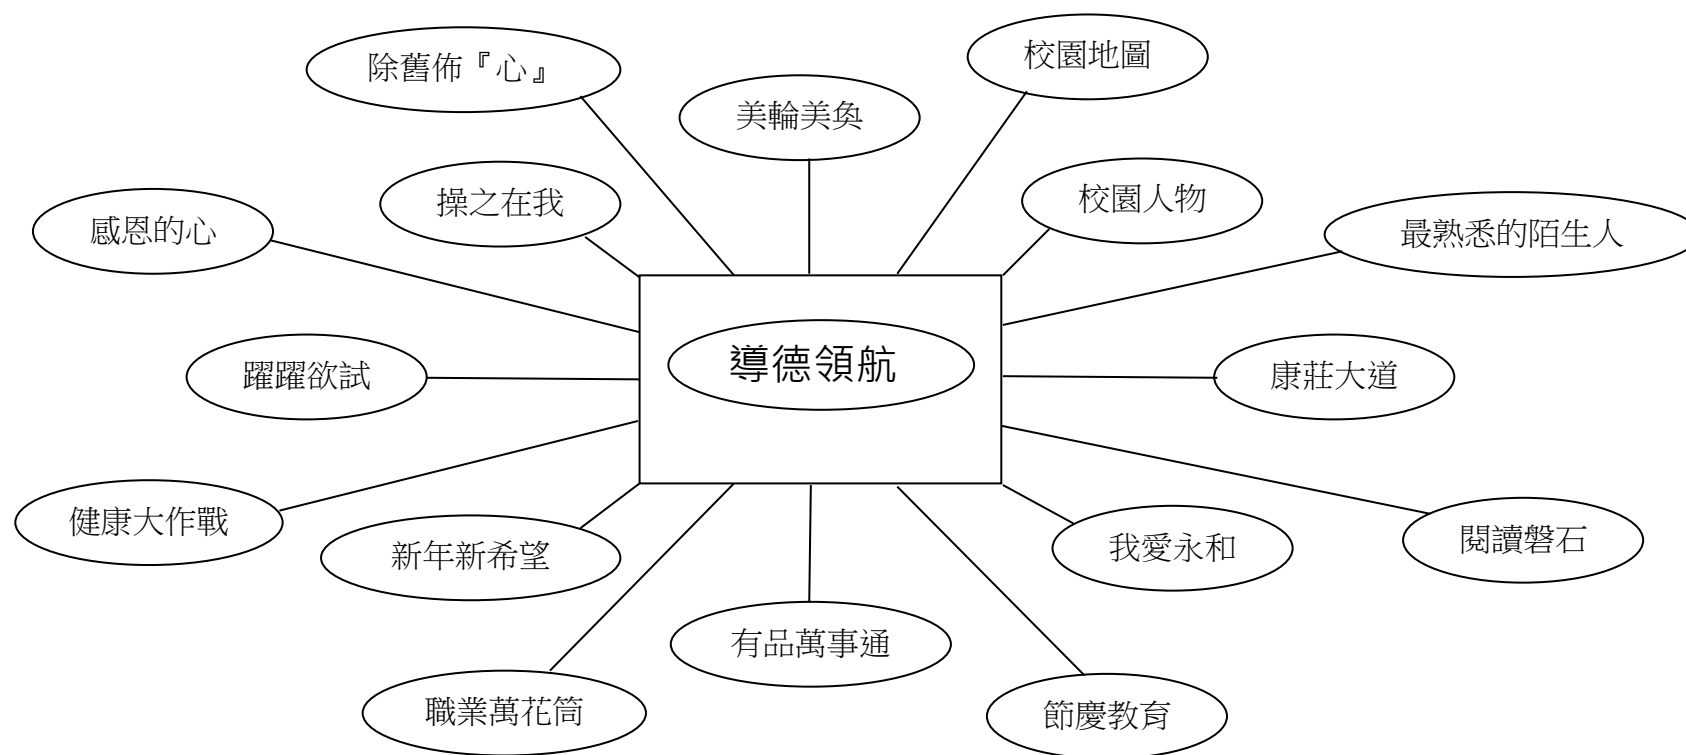 除舊佈『心』
校園地圖
美輪美奐
操之在我
校園人物
感恩的心
最熟悉的陌生人
導德領航
躍躍欲試
康莊大道
健康大作戰
新年新希望
我愛永和
閱讀磐石
有品萬事通
職業萬花筒
節慶教育